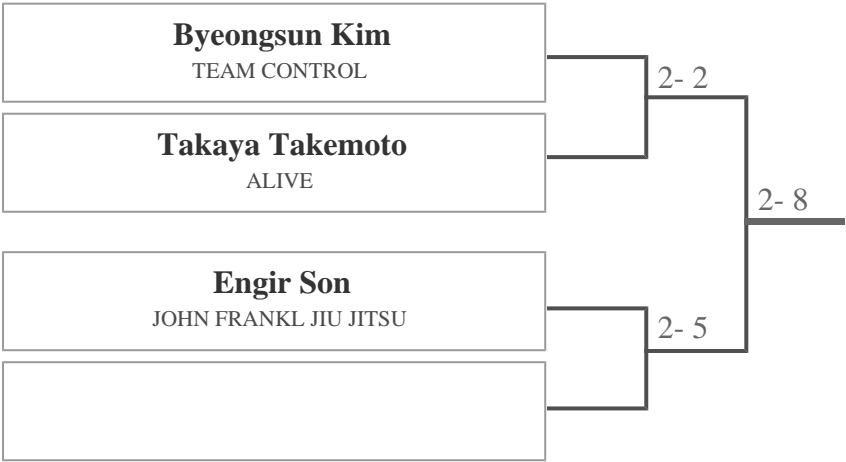 Byeongsun Kim
TEAM CONTROL
2- 2
Takaya Takemoto
ALIVE
2- 8
Engir Son
JOHN FRANKL JIU JITSU
2- 5